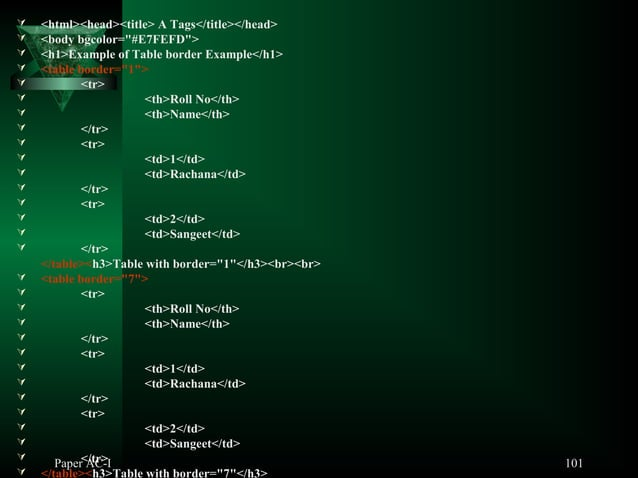 <html><head><title> A Tags</title></head>
<body bgcolor="#E7FEFD">
<h1>Example of Table border Example</h1>
<table border="1">
<tr>
<th>Roll No</th>
<th>Name</th>
</tr>
<tr>
<td>1</td>
<td>Rachana</td>
</tr>
<tr>
<td>2</td>
<td>Sangeet</td>
</tr>
</table><h3>Table with border="1"</h3><br><br>
<table border="7">
<tr>
<th>Roll No</th>
<th>Name</th>
</tr>
<tr>
<td>1</td>
<td>Rachana</td>
</tr>
<tr>
<td>2</td>
<td>Sangeet</td>
</tr>
Paper AC-I 101
</table><h3>Table with border="7"</h3>